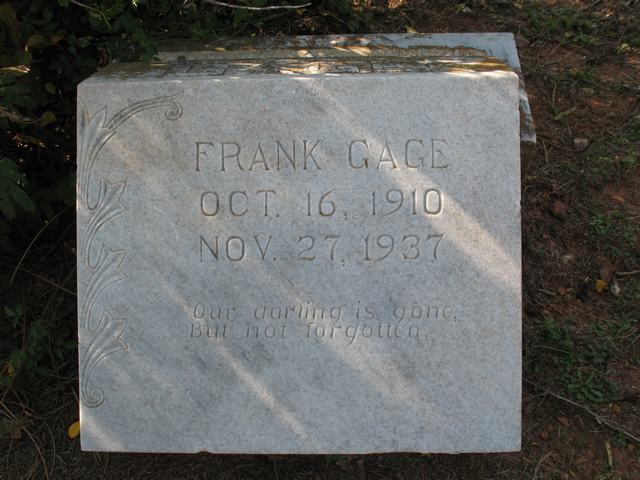 FRANK GAGE
OCT. 16, 1910
NOV. 27, 1937
Our darling is gone,
But not forgotten.